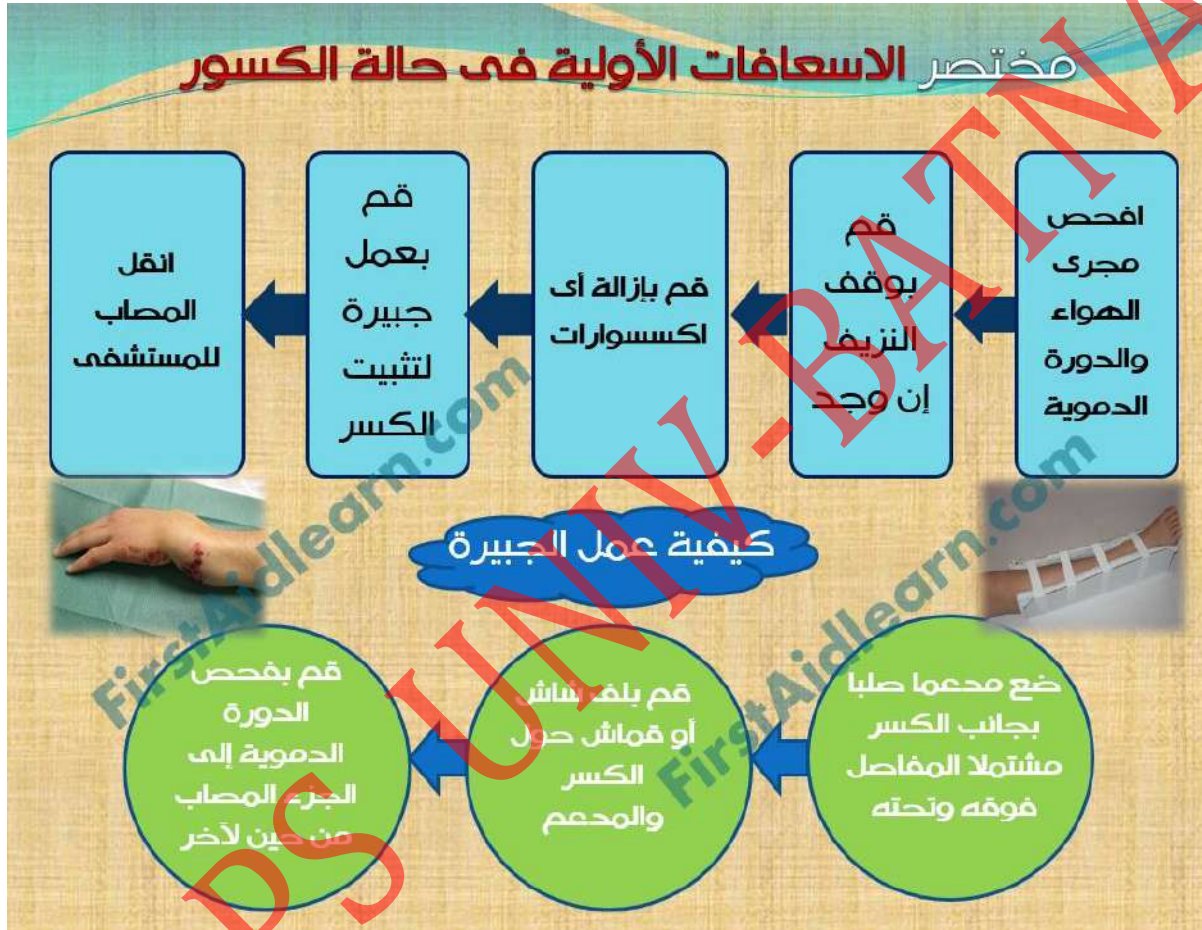 مختصر الاسعافات الأولية فى حالة الكسور
افحص
مجرى
الهواء
والدورة
الدموية
قم
بوقف
النزيف
إن وجد
قم بإزالة أى
اكسسوارات
قم
بعمل
جبيرة
لتثبيت
الكسر
انقل
المصاب
للمستشفى
كيفية عمل الجبيرة
ضع مدعما صلبا
بجانب الكسر
مشتملا المفاصل
فوقه وتحته
قم بلف شاش
أو قماش حول
الكسر
والمدعم
قم بفحص
الدورة
الدموية إلى
الجزء المصاب
من حين لآخر
FirstAidlearn.com
FirstAidlearn.com
PS UNV-BATNA